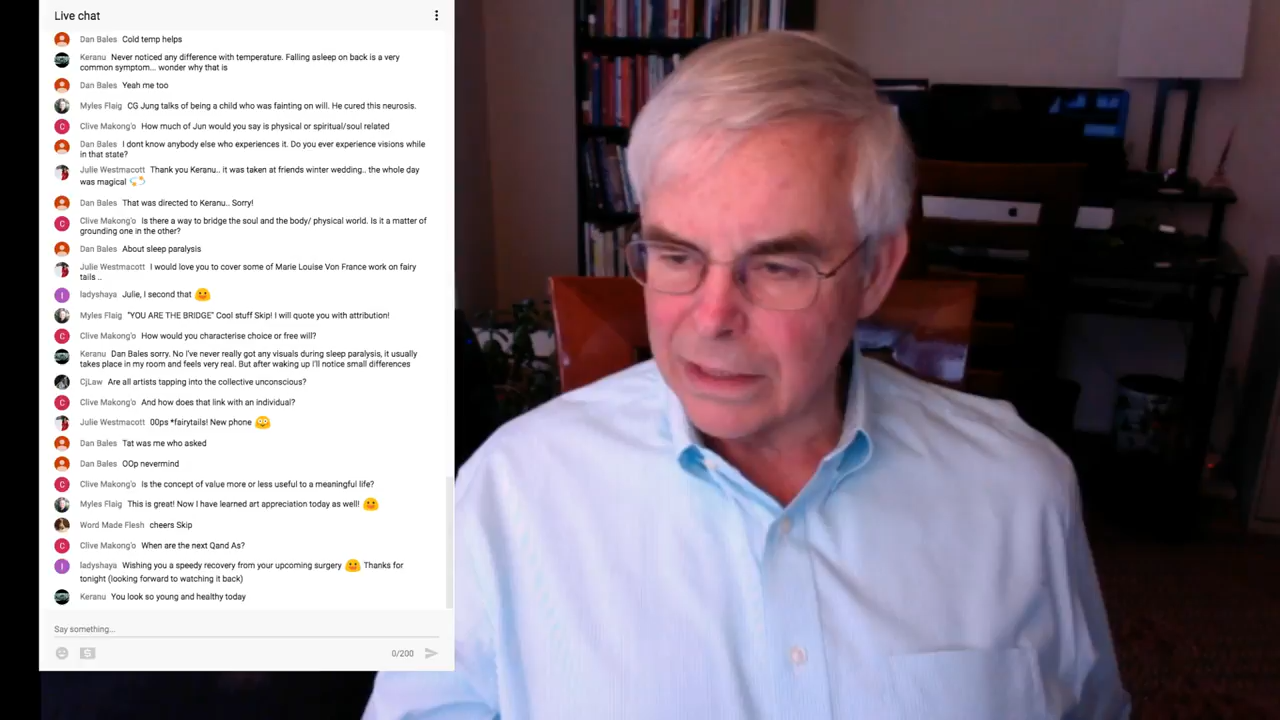 Live chat
Dan Bales Cold temp helps
Keranu Never noticed any difference with temperature. Falling asleep on back is a very
common symptom... wonder why that is
Dan Bales Yeah me too
Myles Flaig CG Jung talks of being a child who was fainting on will. He cured this neurosis.
Clive Makong'o How much of Jun would you say is physical or spiritual/soul related
Dan Bales I dont know anybody else who experiences it. Do you ever experience visions while
in that state?
Julie Westmacott Thank you Keranu.. it was taken at friends winter wedding.. the whole day
was magical
Dan Bales That was directed to Keranu.. Sorry!
Clive Makong'o Is there a way to bridge the soul and the body/ physical world. Is it a matter of
grounding one in the other?
Dan Bales About sleep paralysis
Julie Westmacott I would love you to cover some of Marie Louise Von France work on fairy
tails ..
ladyshaya Julie, I second that
Myles Flaig "YOU ARE THE BRIDGE" Cool stuff Skip! I will quote you with attribution!
Clive Makong'o How would you characterise choice or free will?
Keranu Dan Bales sorry. No I've never really got any visuals during sleep paralysis, it usually
takes place in my room and feels very real. But after waking up I'll notice small differences
CjLaw Are all artists tapping into the collective unconscious?
Clive Makong'o And how does that link with an individual?
Julie Westmacott 00ps *fairytails! New phone
Dan Bales Tat was me who asked
Dan Bales OOp nevermind
Clive Makong'o Is the concept of value more or less useful to a meaningful life?
Myles Flaig This is great! Now I have learned art appreciation today as well!
Word Made Flesh cheers Skip
Clive Makong'o When are the next Qand As?
ladyshaya Wishing you a speedy recovery from your upcoming surgery Thanks for
tonight (looking forward to watching it back)
Keranu You look so young and healthy today
Say something...
0/200